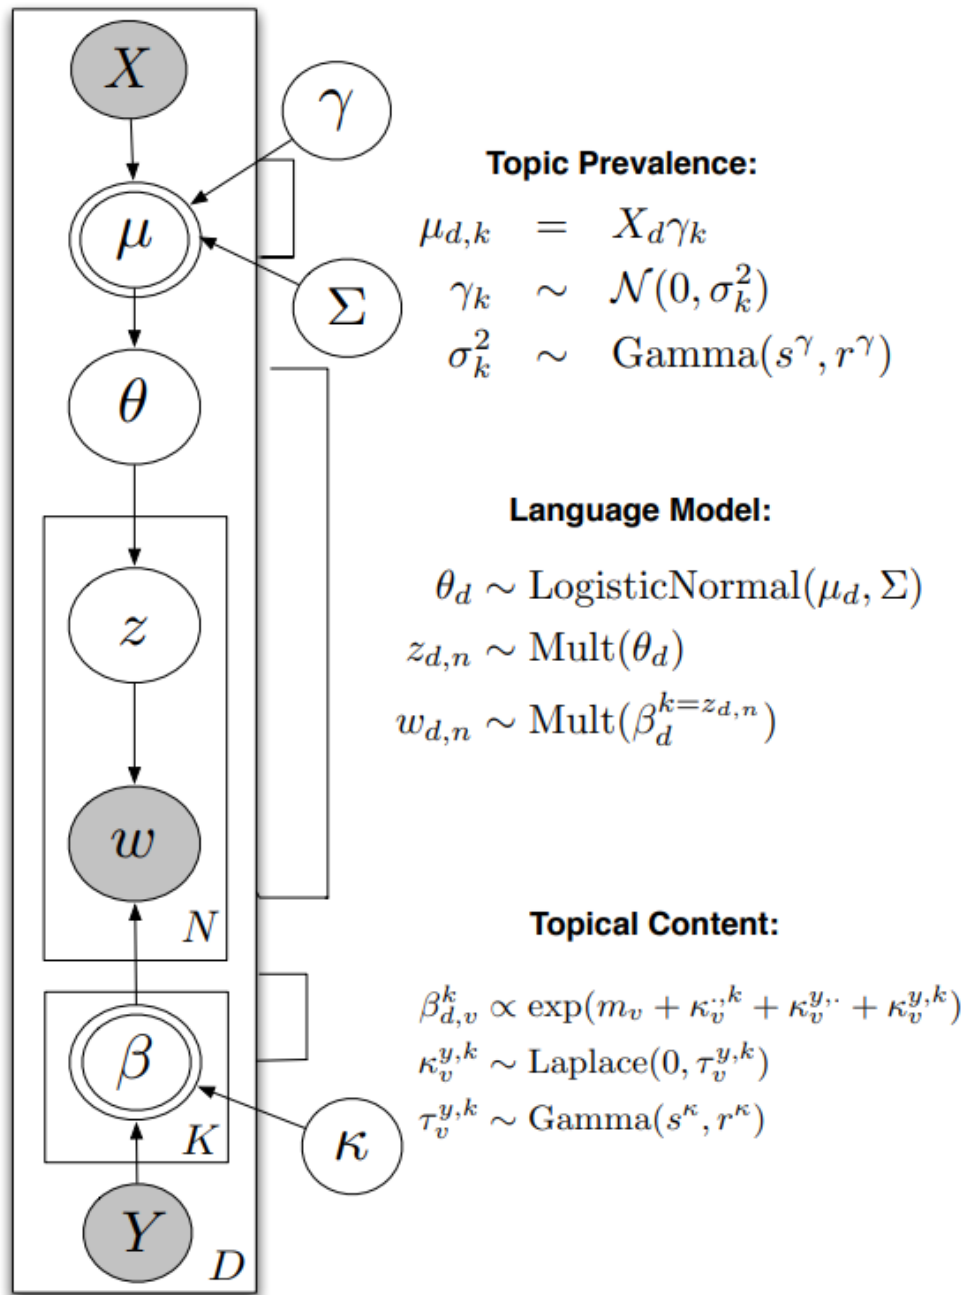 X
γ
Topic Prevalence:
μ_{d,k} = X_d γ_k
μ
γ_k ∼ 𝒩(0, σ_k^2)
Σ
σ_k^2 ∼ Gamma(s^γ, r^γ)
θ
Language Model:
θ_d ∼ LogisticNormal(μ_d, Σ)
z
z_{d,n} ∼ Mult(θ_d)
w_{d,n} ∼ Mult(β_d^{k=z_{d,n}})
w
N
Topical Content:
β_{d,v}^k ∝ exp(m_v + κ_v^{·,k} + κ_v^{y,·} + κ_v^{y,k})
β
κ_v^{y,k} ∼ Laplace(0, τ_v^{y,k})
τ_v^{y,k} ∼ Gamma(s^κ, r^κ)
K
κ
Y
D